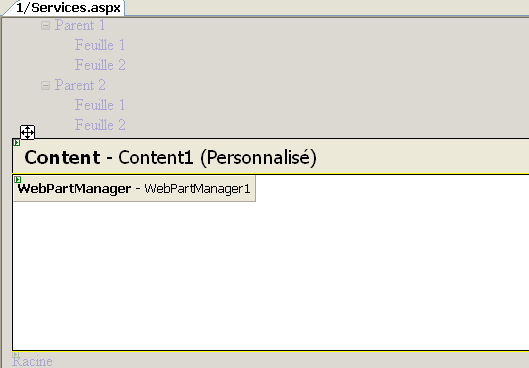 1/Services.aspx
Parent 1
Feuille 1
Feuille 2
Parent 2
Feuille 1
Feuille 2
Content - Content1 (Personnalisé)
WebPartManager - WebPartManager1
Racine